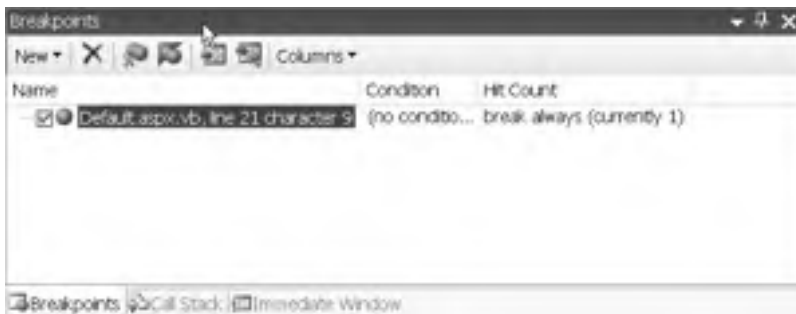 Breakpoints
New Columns
Name Condition Hit Count
Default.aspx.vb, line 21 character 9 (no conditio... break always (currently 1)
Breakpoints Call Stack Immediate Window